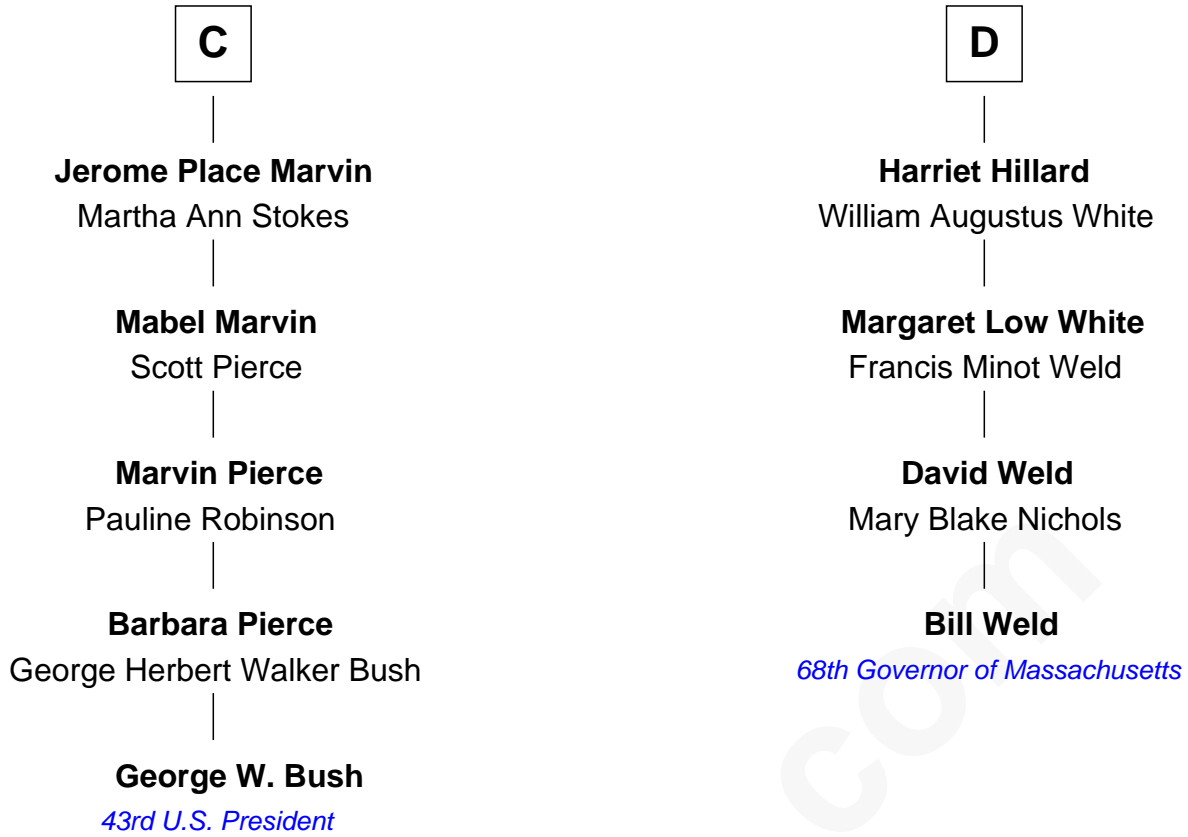 C
Jerome Place Marvin
Martha Ann Stokes
Mabel Marvin
Scott Pierce
Marvin Pierce
Pauline Robinson
Barbara Pierce
George Herbert Walker Bush
George W. Bush
43rd U.S. President
D
Harriet Hillard
William Augustus White
Margaret Low White
Francis Minot Weld
David Weld
Mary Blake Nichols
Bill Weld
68th Governor of Massachusetts
com